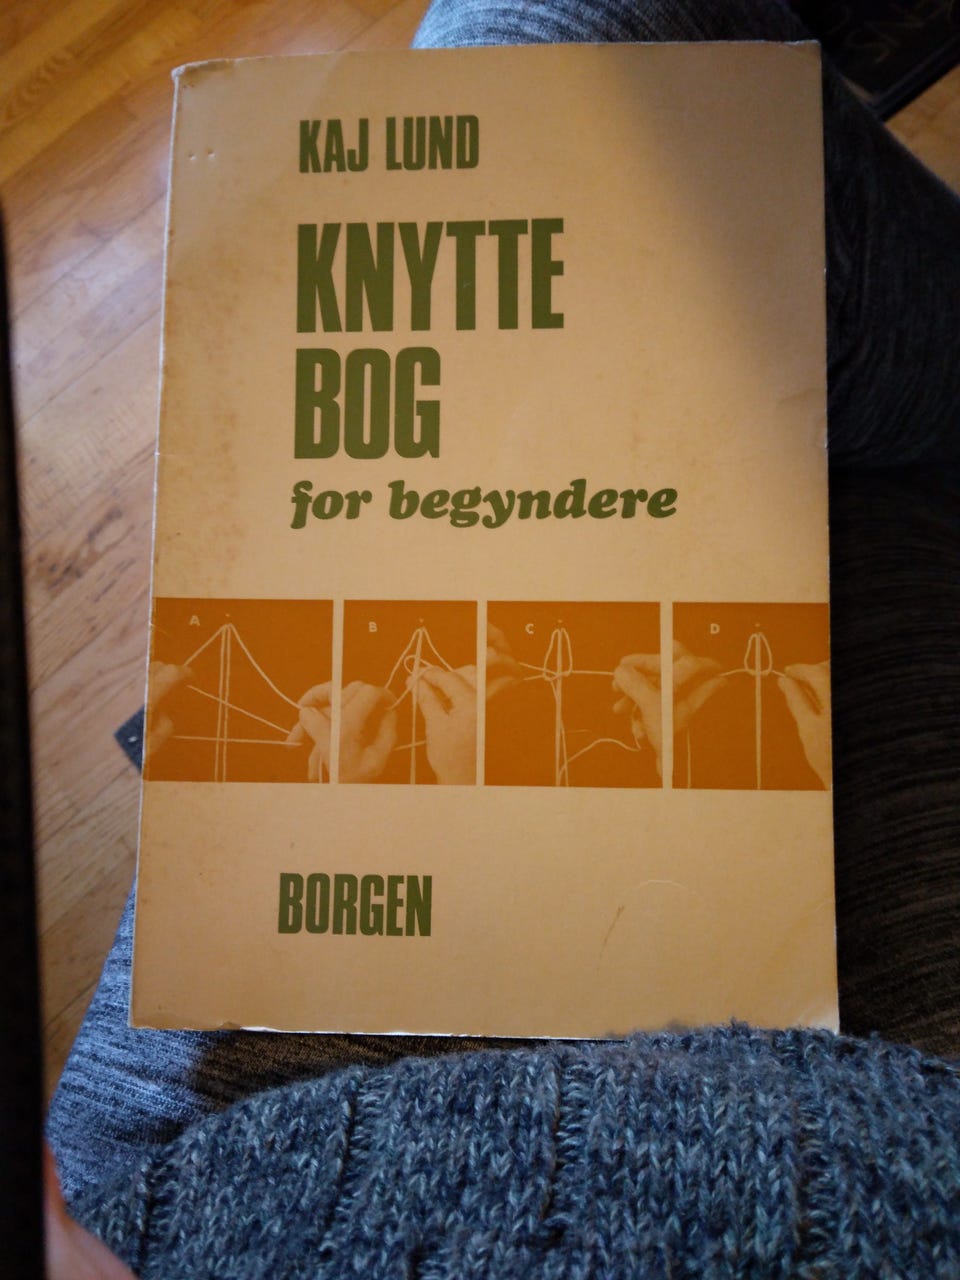 KAJ LUND
KNYTTE
BOG
for begyndere
A
B
C
D
BORGEN